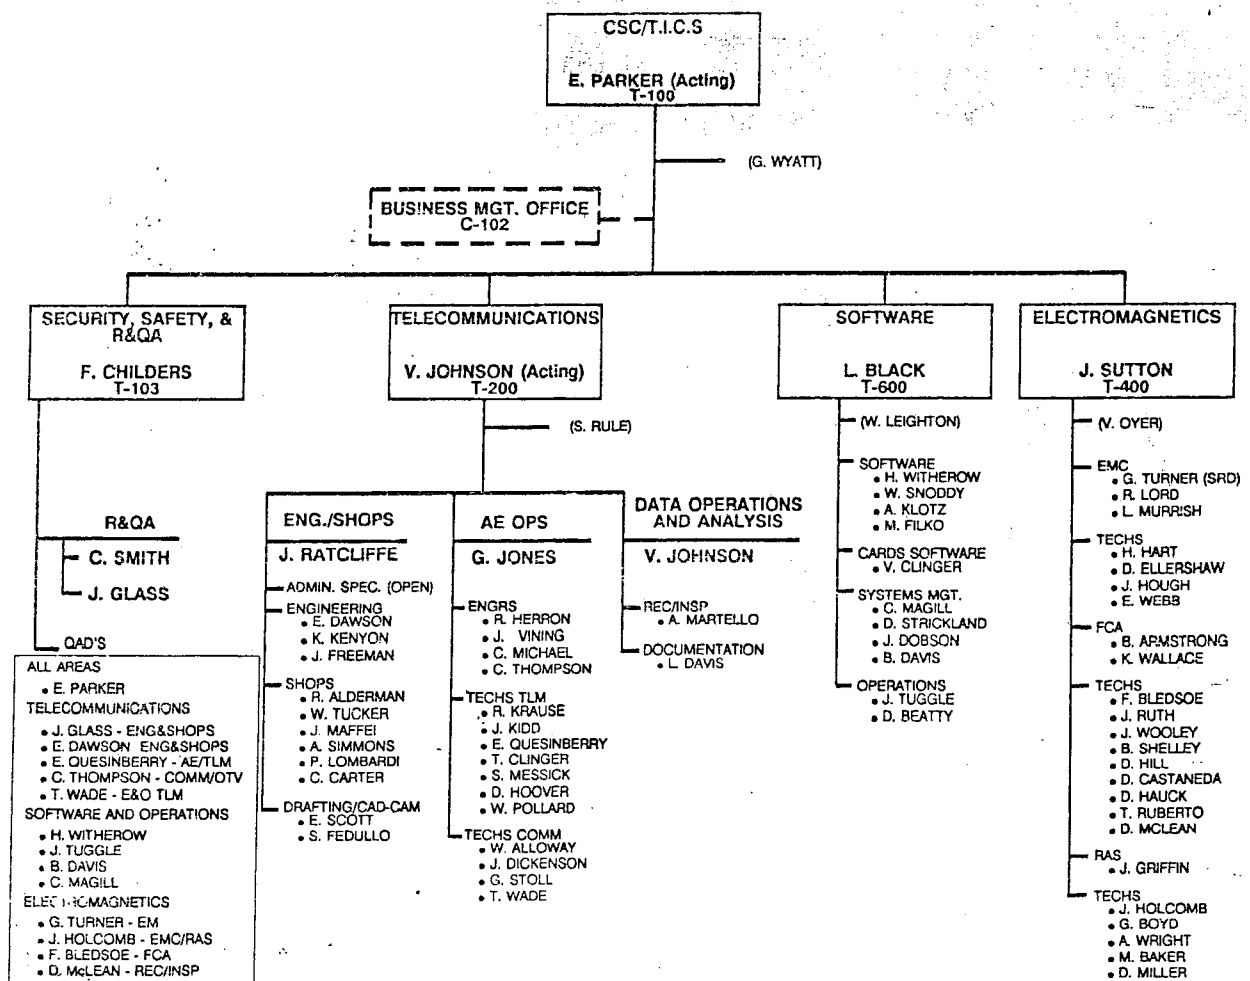 CSC/T.I.C.S
E. PARKER (Acting)
T-100
(G. WYATT)
BUSINESS MGT. OFFICE
C-102
SECURITY, SAFETY, &
R&QA
F. CHILDERS
T-103
R&QA
C. SMITH
J. GLASS
QAD'S
ALL AREAS
• E. PARKER
TELECOMMUNICATIONS
• J. GLASS - ENG&SHOPS
• E. DAWSON ENG&SHOPS
• E. QUESINBERRY - AE/TLM
• C. THOMPSON - COMM/OTV
• T. WADE - E&O TLM
SOFTWARE AND OPERATIONS
• H. WITHEROW
• J. TUGGLE
• B. DAVIS
• C. MAGILL
ELECTROMAGNETICS
• G. TURNER - EM
• J. HOLCOMB - EMC/RAS
• F. BLEDSOE - FCA
• D. McLEAN - REC/INSP
TELECOMMUNICATIONS
V. JOHNSON (Acting)
T-200
(S. RULE)
ENG./SHOPS
J. RATCLIFFE
ADMIN. SPEC. (OPEN)
ENGINEERING
• E. DAWSON
• K. KENYON
• J. FREEMAN
SHOPS
• R. ALDERMAN
• W. TUCKER
• J. MAFFEI
• A. SIMMONS
• P. LOMBARDI
• C. CARTER
DRAFTING/CAD-CAM
• E. SCOTT
• S. FEDULLO
AE OPS
G. JONES
ENGRS
• R. HERRON
• J. VINING
• C. MICHAEL
• C. THOMPSON
TECHS TLM
• R. KRAUSE
• J. KIDD
• E. QUESINBERRY
• T. CLINGER
• S. MESSICK
• D. HOOVER
• W. POLLARD
TECHS COMM
• W. ALLOWAY
• J. DICKENSON
• G. STOLL
• T. WADE
DATA OPERATIONS
AND ANALYSIS
V. JOHNSON
REC/INSP
• A. MARTELLO
DOCUMENTATION
• L. DAVIS
SOFTWARE
L. BLACK
T-600
(W. LEIGHTON)
SOFTWARE
• H. WITHEROW
• W. SNODDY
• A. KLOTZ
• M. FILKO
CARDS SOFTWARE
• V. CLINGER
SYSTEMS MGT.
• C. MAGILL
• D. STRICKLAND
• J. DOBSON
• B. DAVIS
OPERATIONS
• J. TUGGLE
• D. BEATTY
ELECTROMAGNETICS
J. SUTTON
T-400
(V. OYER)
EMC
• G. TURNER (SRD)
• R. LORD
• L. MURRISH
TECHS
• H. HART
• D. ELLERSHAW
• J. HOUGH
• E. WEBB
FCA
• B. ARMSTRONG
• K. WALLACE
TECHS
• F. BLEDSOE
• J. RUTH
• J. WOOLEY
• B. SHELLEY
• D. HILL
• D. CASTANEDA
• D. HAUCK
• T. RUBERTO
• D. MCLEAN
RAS
• J. GRIFFIN
TECHS
• J. HOLCOMB
• G. BOYD
• A. WRIGHT
• M. BAKER
• D. MILLER